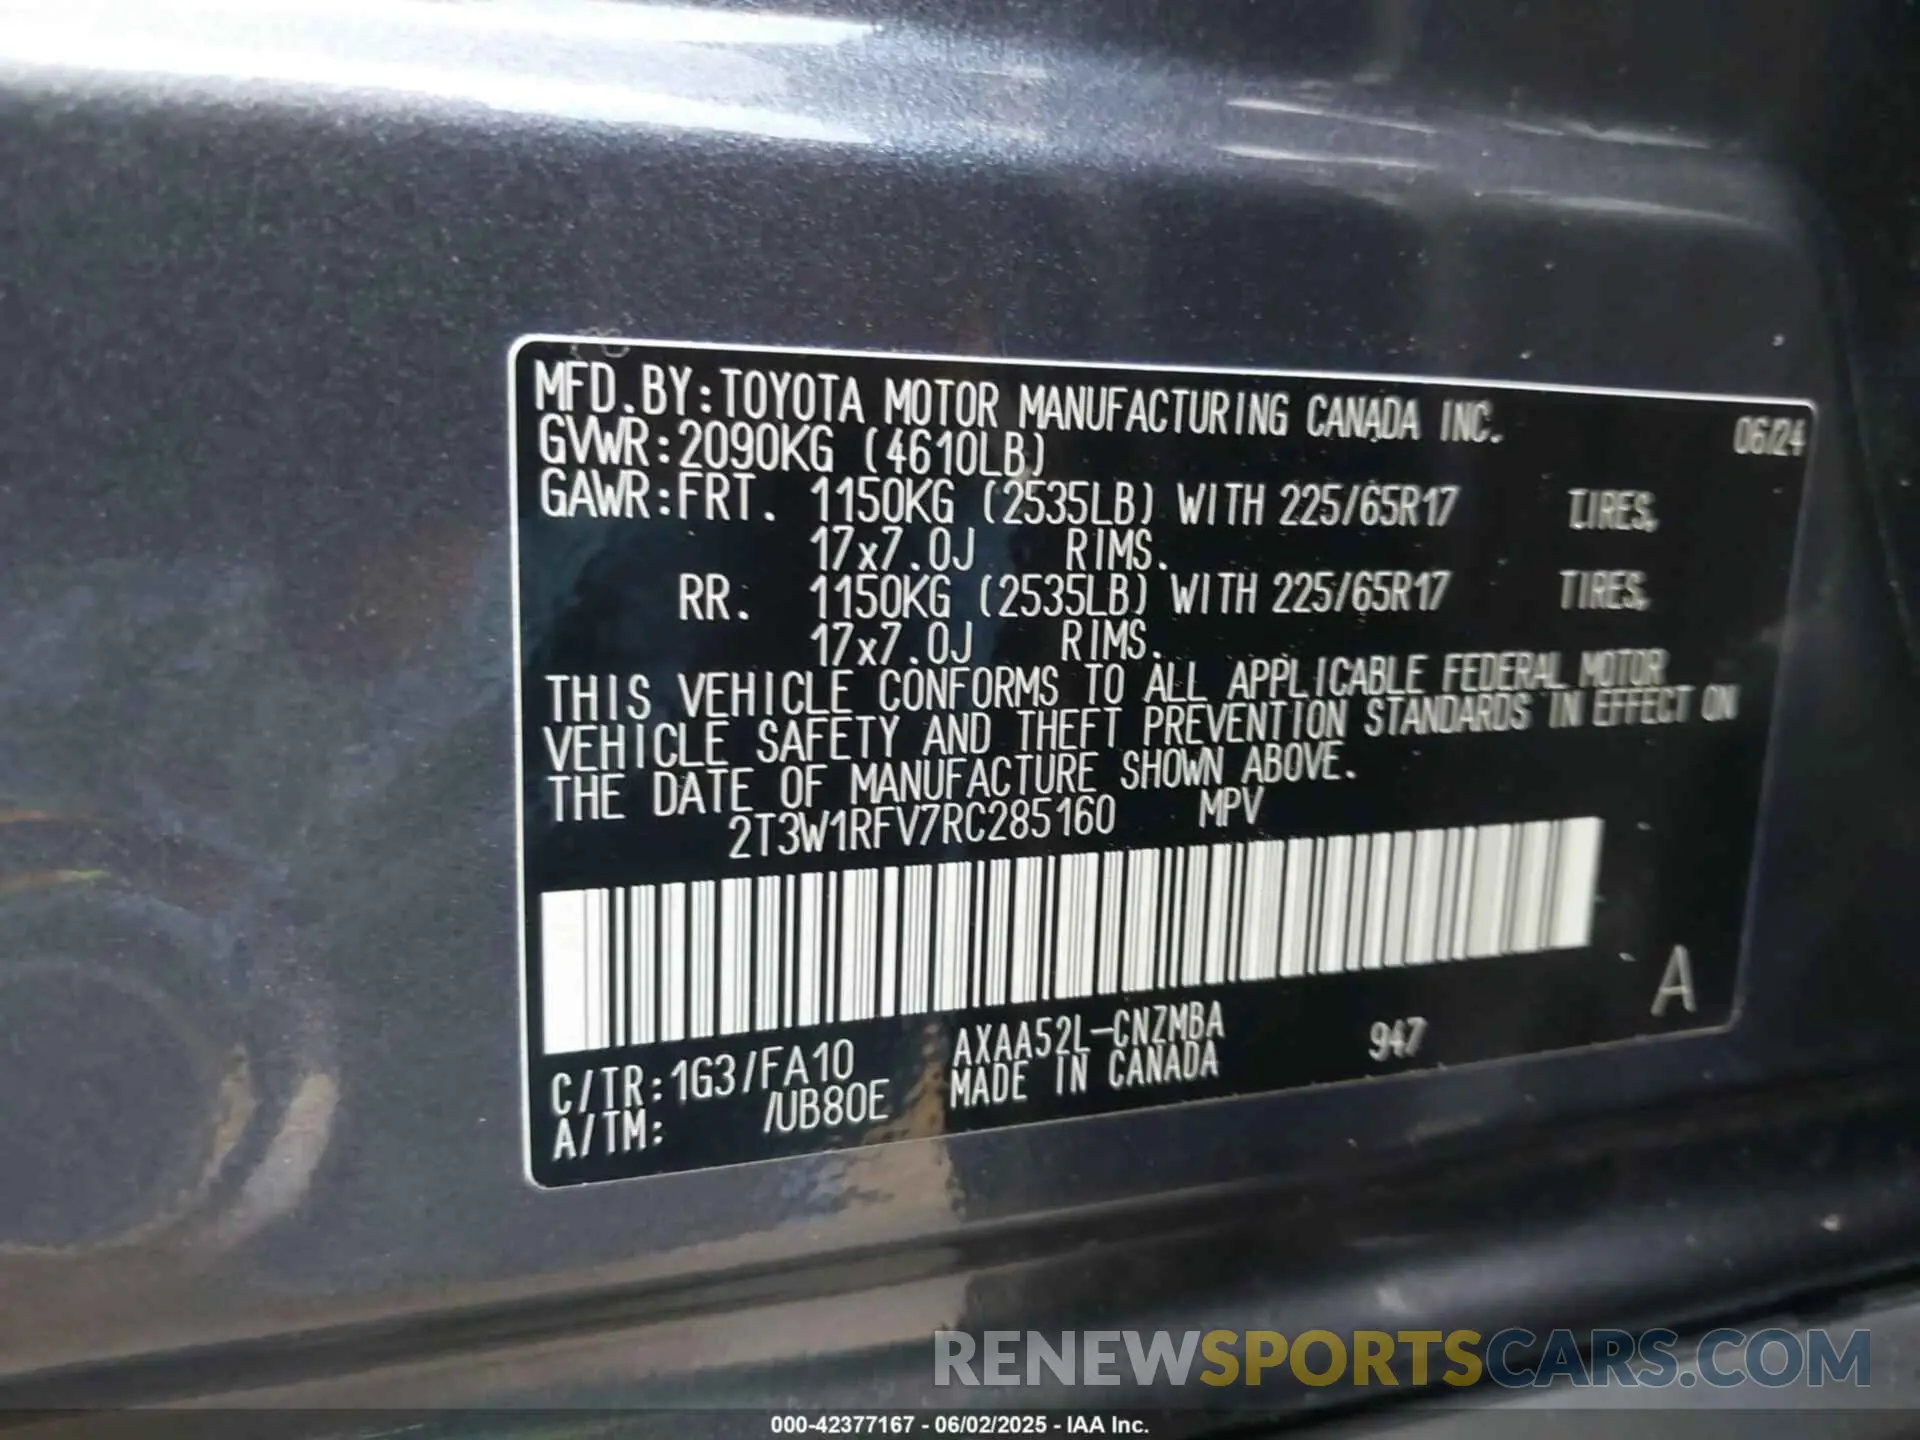 MFD.BY:TOYOTA MOTOR MANUFACTURING CANADA INC. 06/24
GVWR:2090KG (4610LB)
GAWR:FRT. 1150KG (2535LB) WITH 225/65R17 TIRES,
17x7.0J RIMS.
RR. 1150KG (2535LB) WITH 225/65R17 TIRES,
17x7.0J RIMS.
THIS VEHICLE CONFORMS TO ALL APPLICABLE FEDERAL MOTOR
VEHICLE SAFETY AND THEFT PREVENTION STANDARDS IN EFFECT ON
THE DATE OF MANUFACTURE SHOWN ABOVE.
2T3W1RFV7RC285160 MPV
A
C/TR:1G3/FA10 AXAA52L-CNZMBA 947
A/TM: /UB80E MADE IN CANADA
RENEWSPORTSCARS.COM
000-42377167 - 06/02/2025 - IAA Inc.